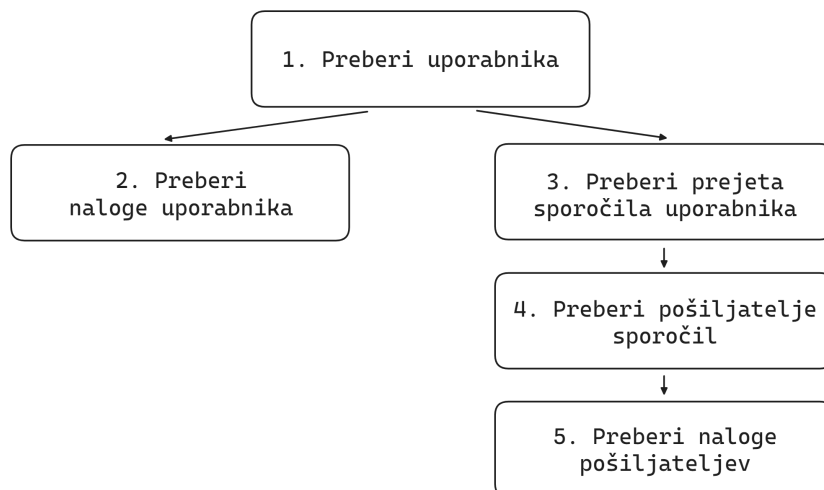 1. Preberi uporabnika
2. Preberi
naloge uporabnika
3. Preberi prejeta
sporočila uporabnika
4. Preberi pošiljatelje
sporočil
5. Preberi naloge
pošiljateljev